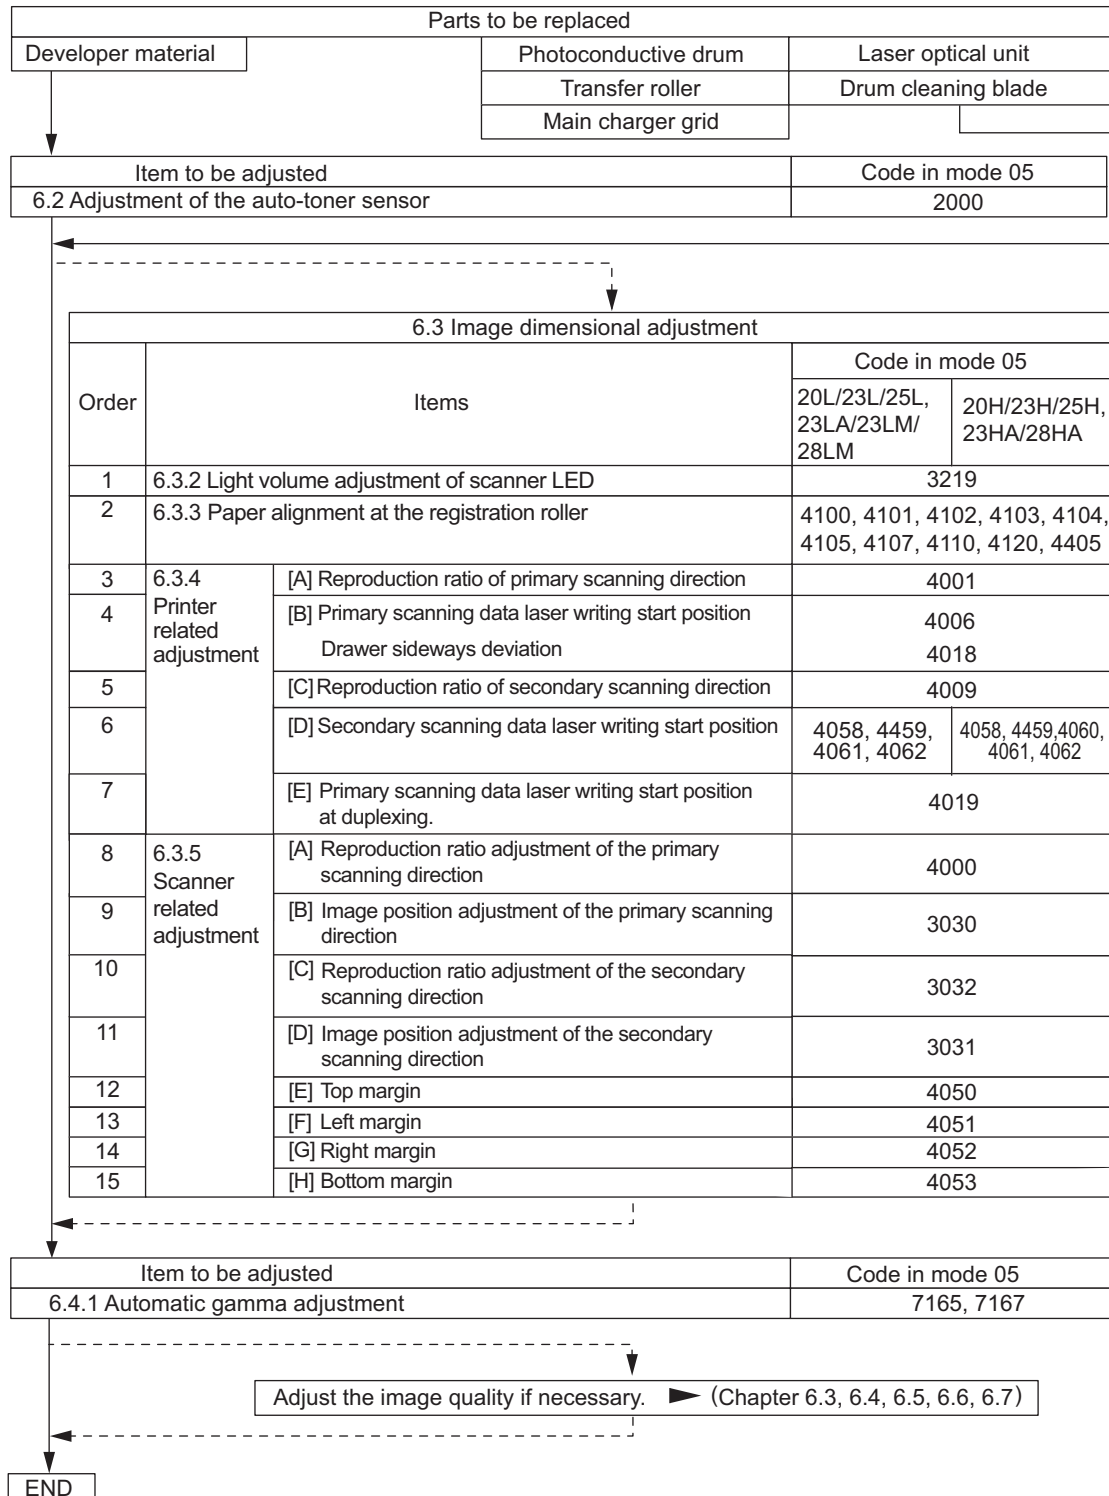 Parts to be replaced
Developer material
Photoconductive drum
Laser optical unit
Transfer roller
Drum cleaning blade
Main charger grid
Item to be adjusted
Code in mode 05
6.2 Adjustment of the auto-toner sensor
2000
6.3 Image dimensional adjustment
Order
Items
Code in mode 05
20L/23L/25L,
23LA/23LM/
28LM
20H/23H/25H,
23HA/28HA
1
6.3.2 Light volume adjustment of scanner LED
3219
2
6.3.3 Paper alignment at the registration roller
4100, 4101, 4102, 4103, 4104,
4105, 4107, 4110, 4120, 4405
3
6.3.4
Printer
related
adjustment
[A] Reproduction ratio of primary scanning direction
4001
4
[B] Primary scanning data laser writing start position
4006
Drawer sideways deviation
4018
5
[C] Reproduction ratio of secondary scanning direction
4009
6
[D] Secondary scanning data laser writing start position
4058, 4459,
4061, 4062
4058, 4459,4060,
4061, 4062
7
[E] Primary scanning data laser writing start position
at duplexing.
4019
8
6.3.5
Scanner
related
adjustment
[A] Reproduction ratio adjustment of the primary
scanning direction
4000
9
[B] Image position adjustment of the primary scanning
direction
3030
10
[C] Reproduction ratio adjustment of the secondary
scanning direction
3032
11
[D] Image position adjustment of the secondary
scanning direction
3031
12
[E] Top margin
4050
13
[F] Left margin
4051
14
[G] Right margin
4052
15
[H] Bottom margin
4053
Item to be adjusted
Code in mode 05
6.4.1 Automatic gamma adjustment
7165, 7167
Adjust the image quality if necessary. ► (Chapter 6.3, 6.4, 6.5, 6.6, 6.7)
END